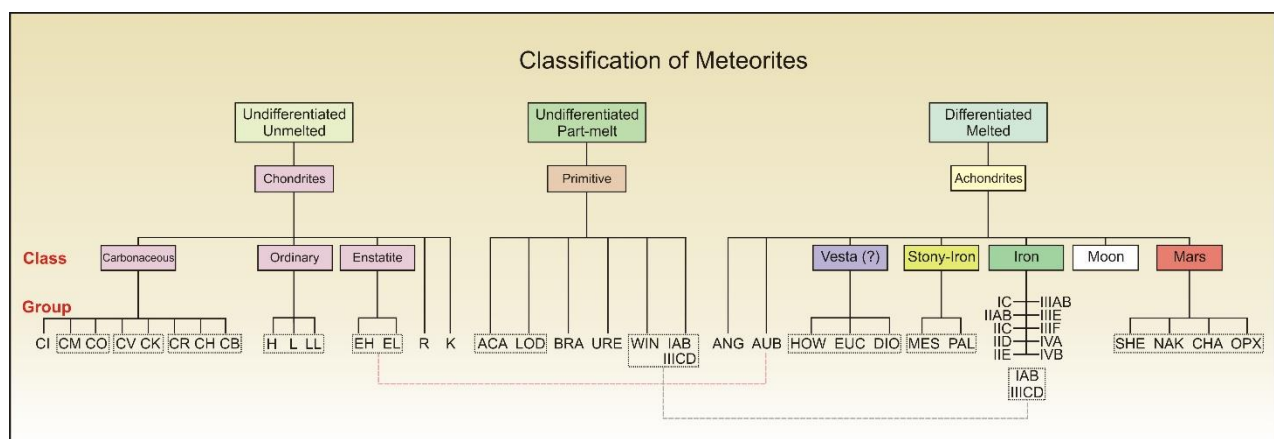 Classification of Meteorites
Undifferentiated
Unmelted
Undifferentiated
Part-melt
Differentiated
Melted
Chondrites
Primitive
Achondrites
Class
Carbonaceous
Ordinary
Enstatite
Vesta (?)
Stony-Iron
Iron
Moon
Mars
Group
IC IIIAB
IIAB IIIE
IIC IIIF
IID IVA
IIE IVB
CI CM CO CV CK CR CH CB H L LL EH EL R K ACA LOD BRA URE WIN IAB ANG AUB HOW EUC DIO MES PAL SHE NAK CHA OPX
IIICD
IAB
IIICD